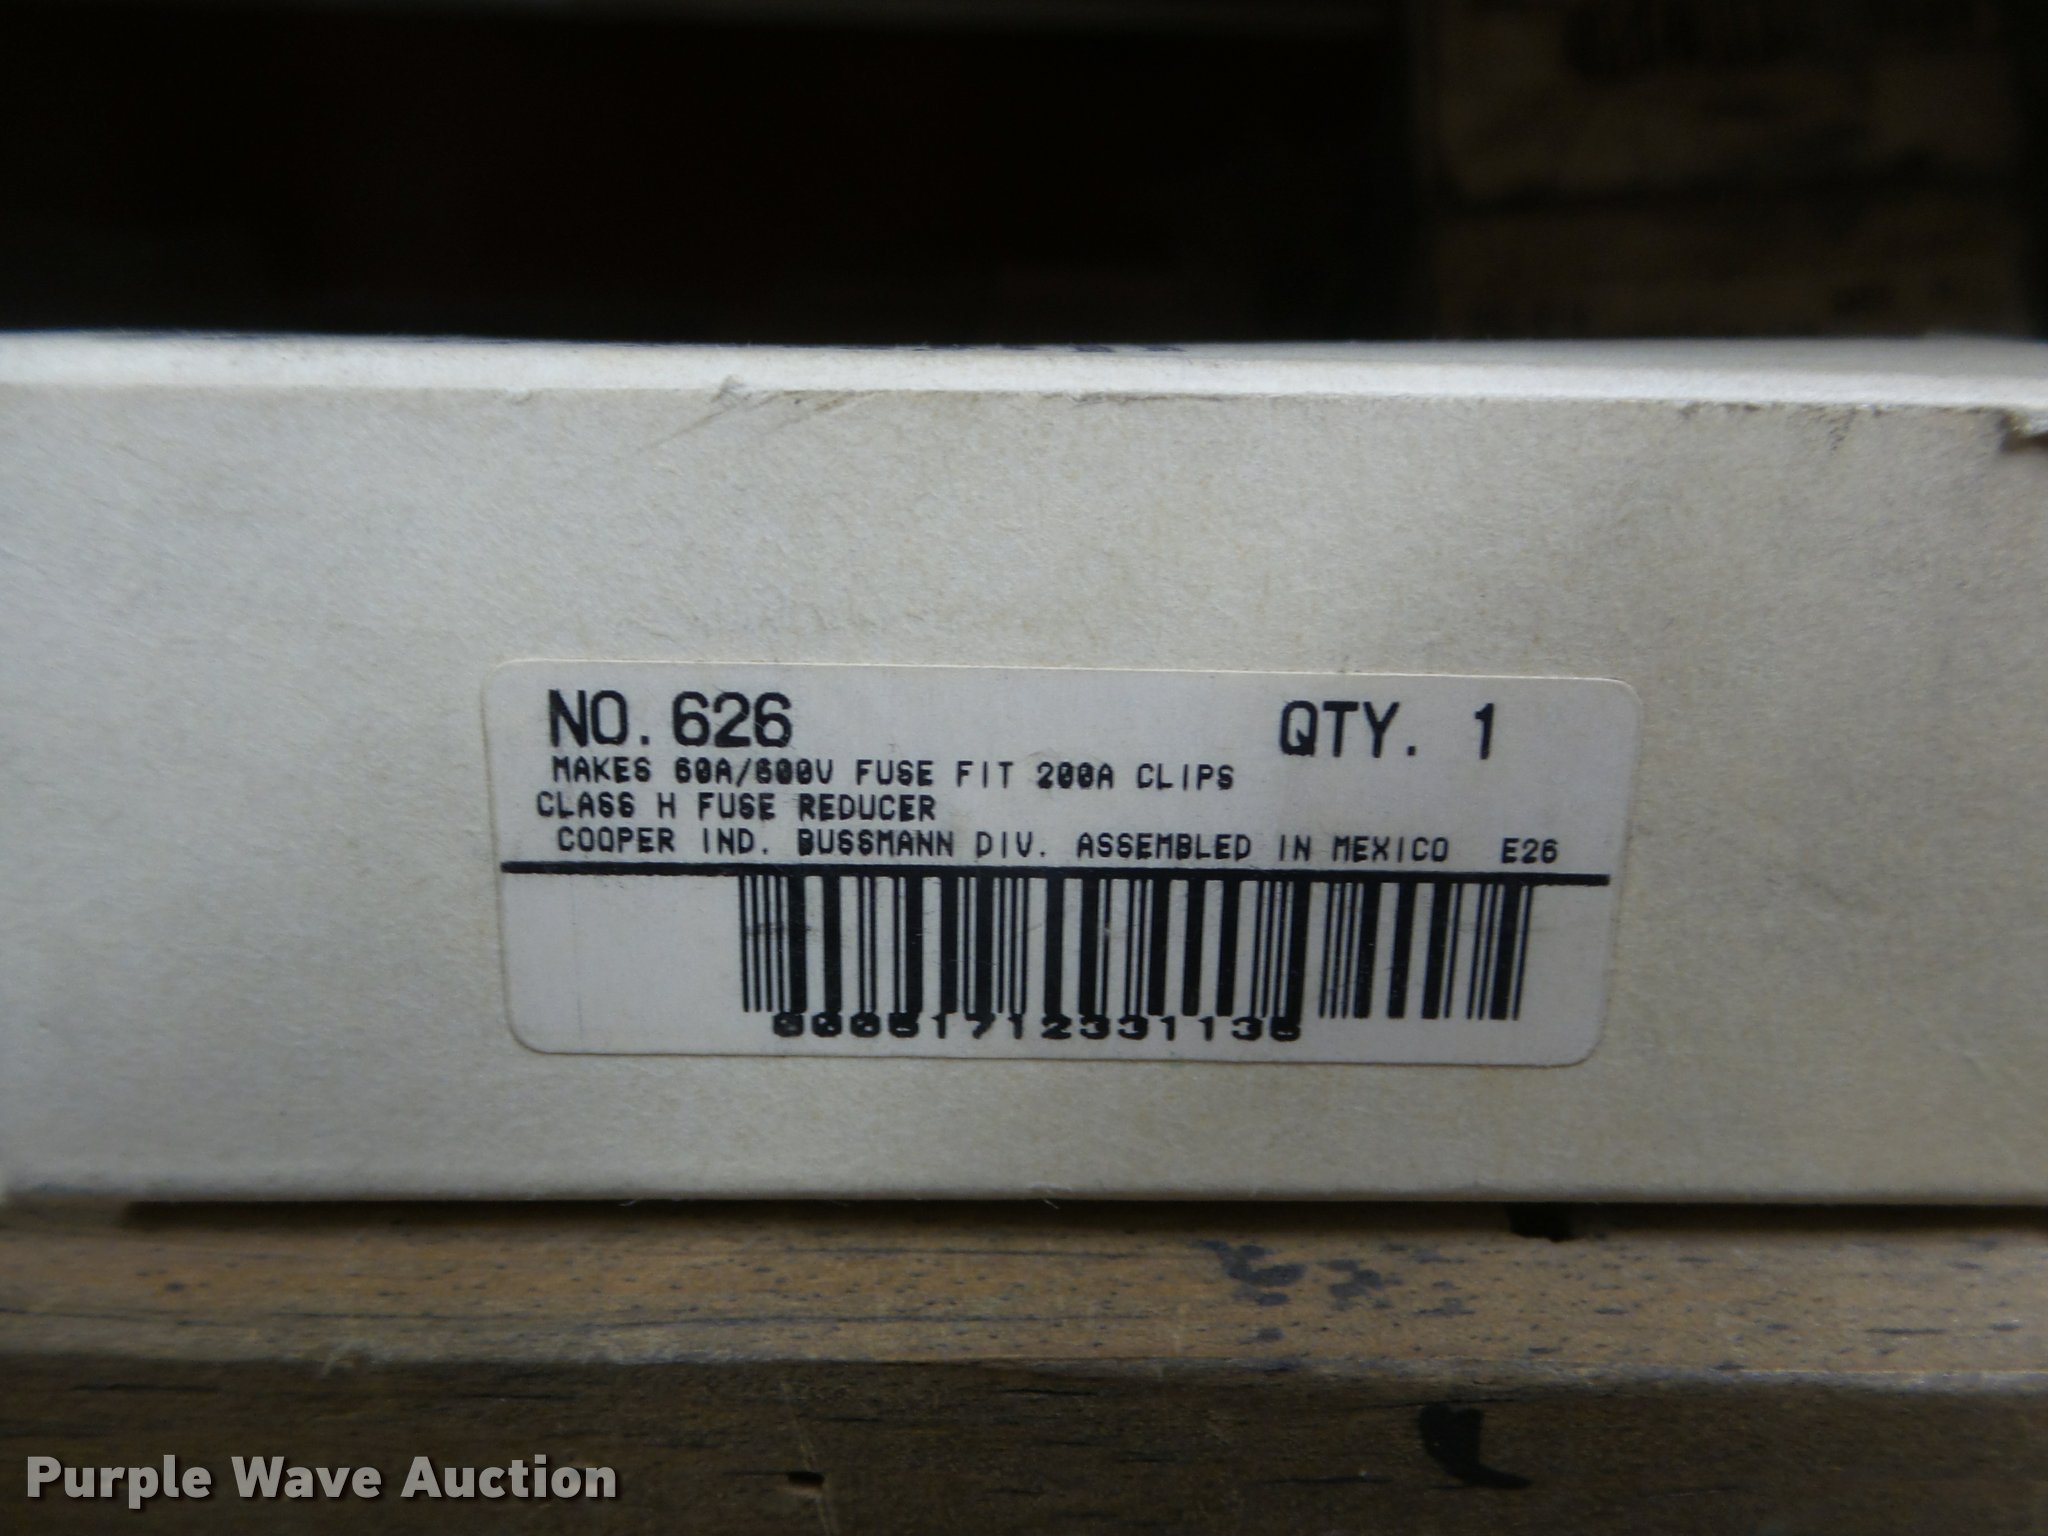 NO. 626 QTY. 1
MAKES 60A/600V FUSE FIT 200A CLIPS
CLASS H FUSE REDUCER
COOPER IND. BUSSMANN DIV. ASSEMBLED IN MEXICO E26
Purple Wave Auction